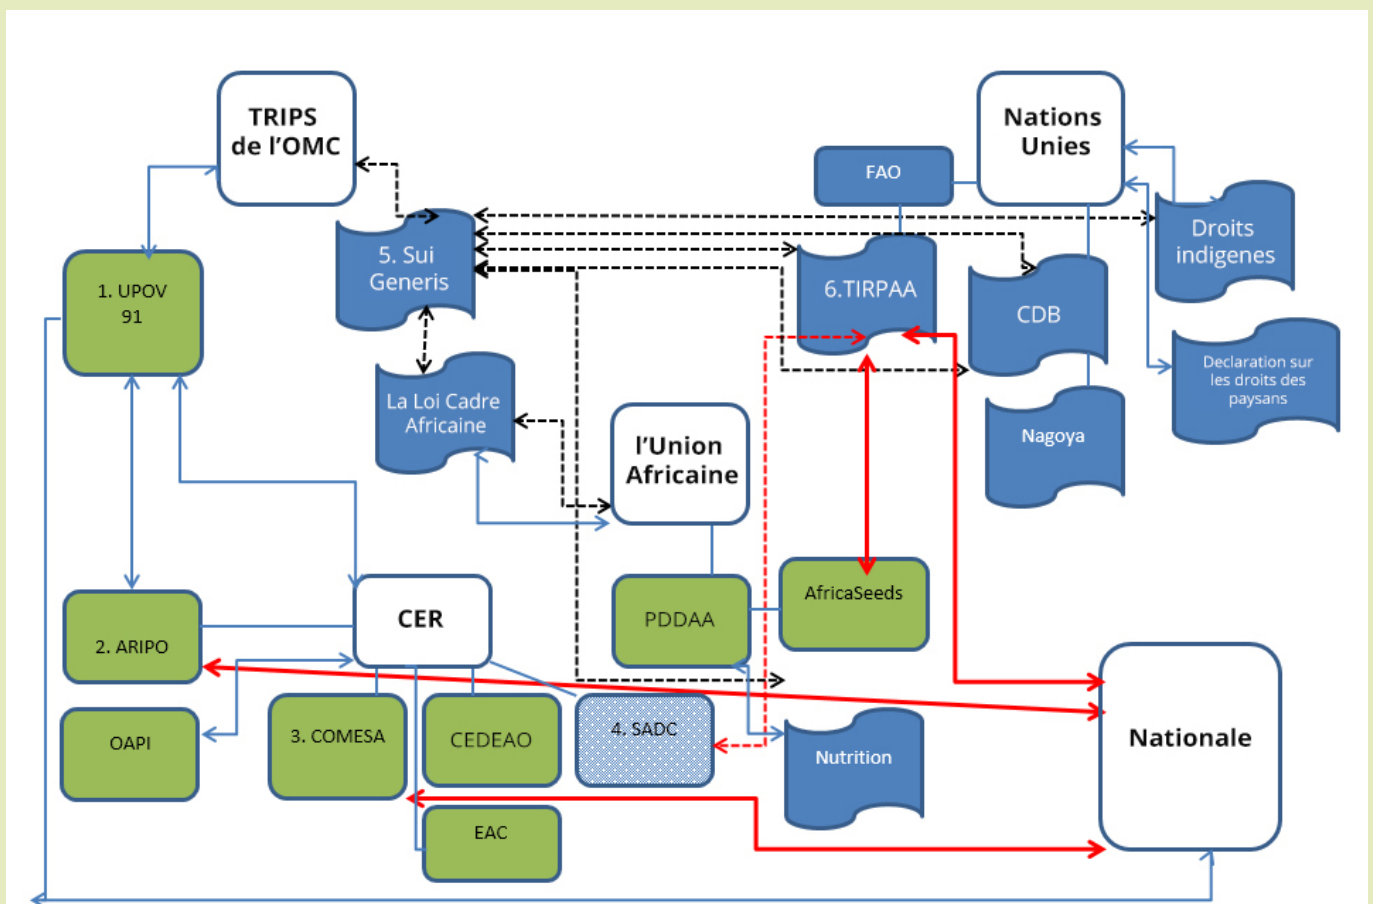 TRIPS
de l'OMC
Nations
Unies
FAO
5. Sui
Generis
Droits
indigenes
1. UPOV
91
6.TIRPAA
CDB
Declaration sur
les droits des
paysans
La Loi Cadre
Africaine
l'Union
Africaine
Nagoya
CER
PDDAA
AfricaSeeds
2. ARIPO
OAPI
3. COMESA
CEDEAO
4. SADC
Nutrition
Nationale
EAC